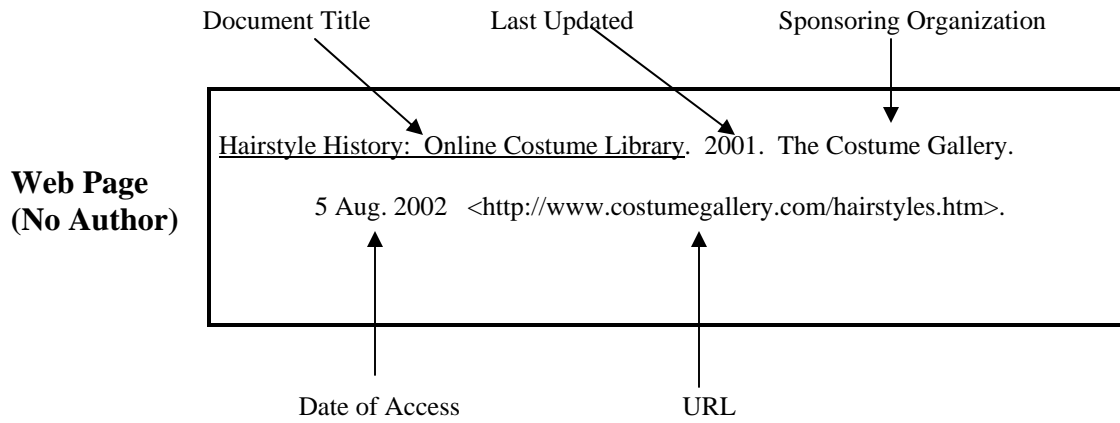 Document Title Last Updated Sponsoring Organization
Hairstyle History: Online Costume Library. 2001. The Costume Gallery.
Web Page
(No Author)
5 Aug. 2002 <http://www.costumegallery.com/hairstyles.htm>.
Date of Access URL